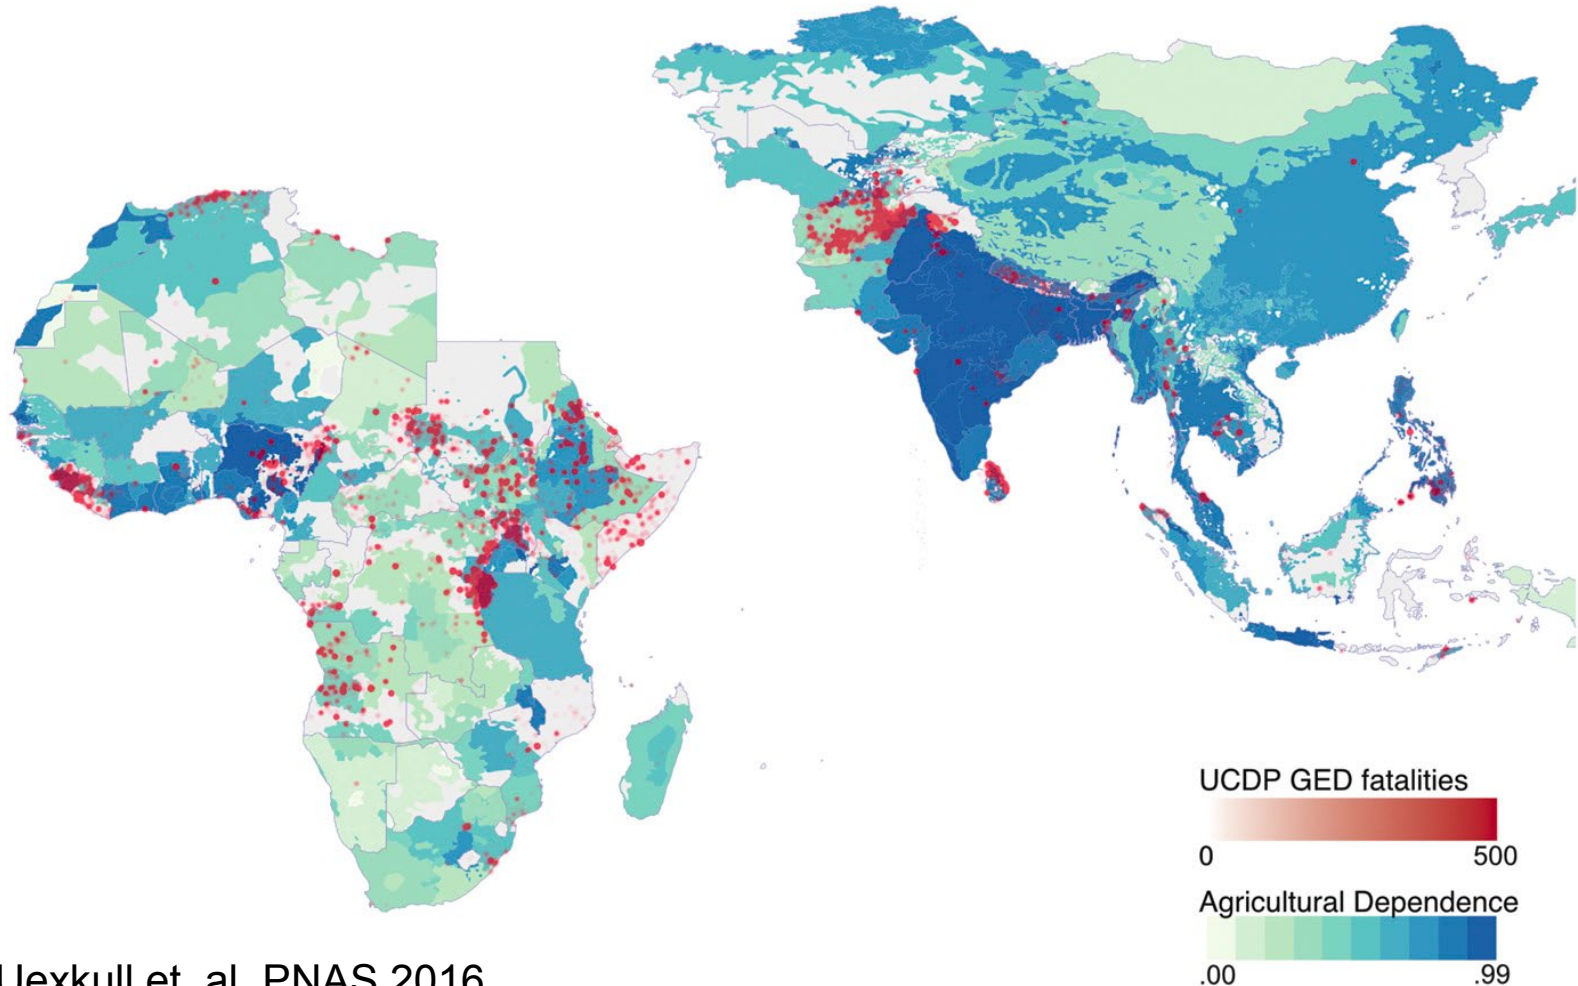 UCDP GED fatalities
0 500
Agricultural Dependence
.00 .99
Uexkull et. al. PNAS 2016